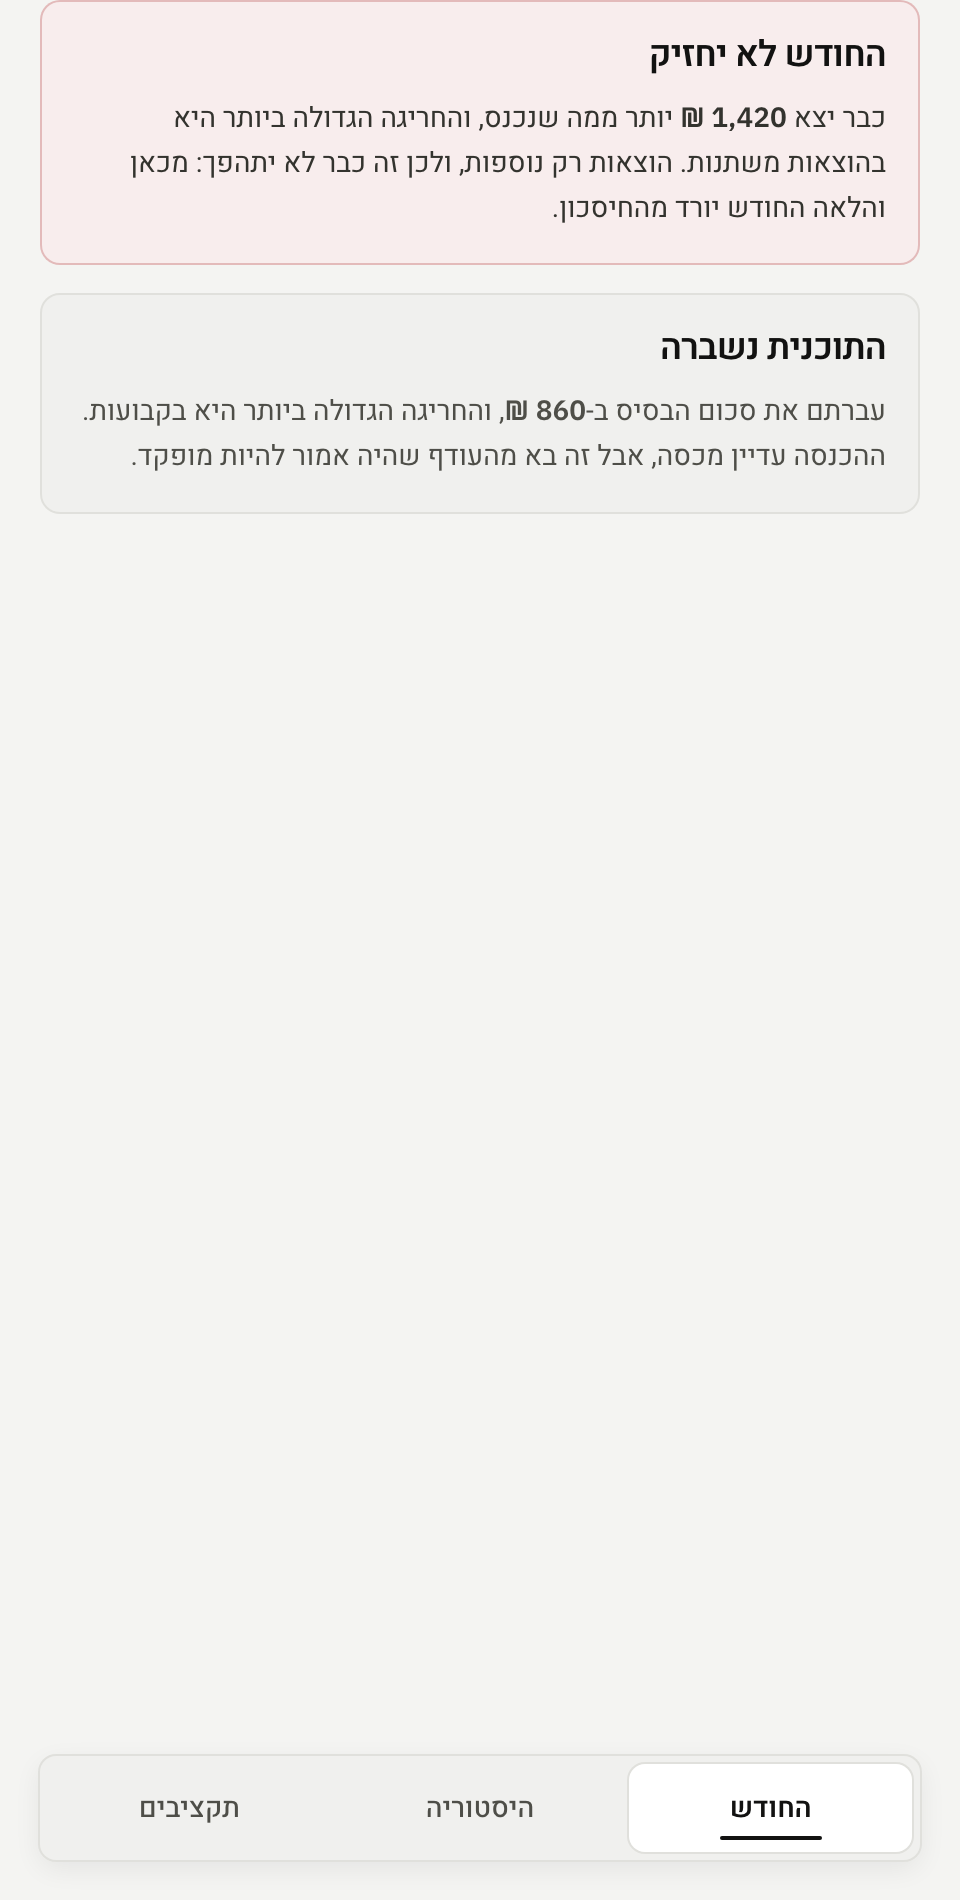 החודש לא יחזיק
כבר יצא 1,420 ₪ יותר ממה שנכנס, והחריגה הגדולה ביותר היא
בהוצאות משתנות. הוצאות רק נוספות, ולכן זה כבר לא יתהפך: מכאן
והלאה החודש יורד מהחיסכון.
התוכנית נשברה
עברתם את סכום הבסיס ב-860 ₪, והחריגה הגדולה ביותר היא בקבועות.
ההכנסה עדיין מכסה, אבל זה בא מהעודף שהיה אמור להיות מופקד.
החודש
היסטוריה
תקציבים